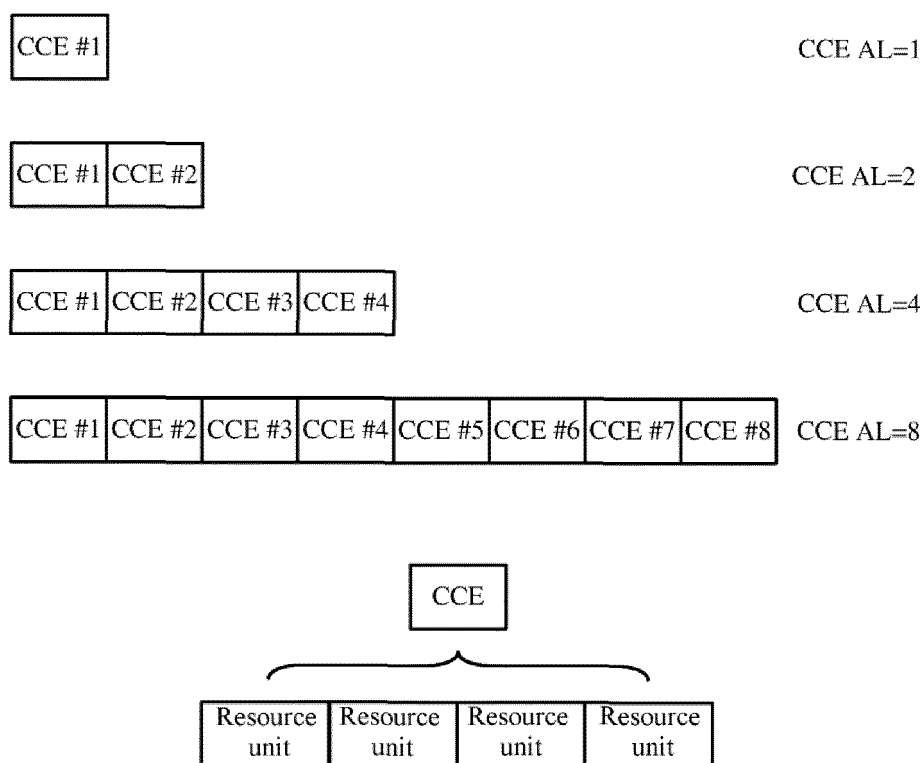 CCE #1 CCE AL=1
CCE #1 CCE #2 CCE AL=2
CCE #1 CCE #2 CCE #3 CCE #4 CCE AL=4
CCE #1 CCE #2 CCE #3 CCE #4 CCE #5 CCE #6 CCE #7 CCE #8 CCE AL=8
CCE
Resource Resource Resource Resource
unit unit unit unit